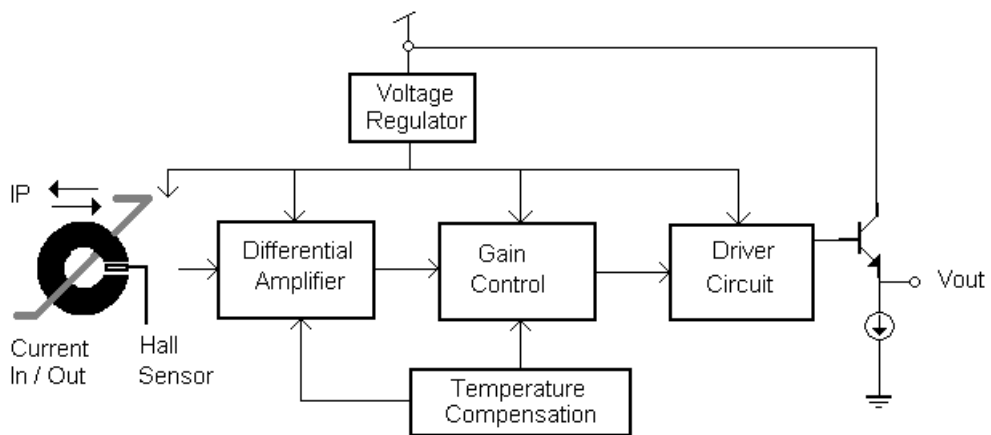 Voltage
Regulator
IP
Differential
Amplifier
Gain
Control
Driver
Circuit
Vout
Current
In / Out
Hall
Sensor
Temperature
Compensation